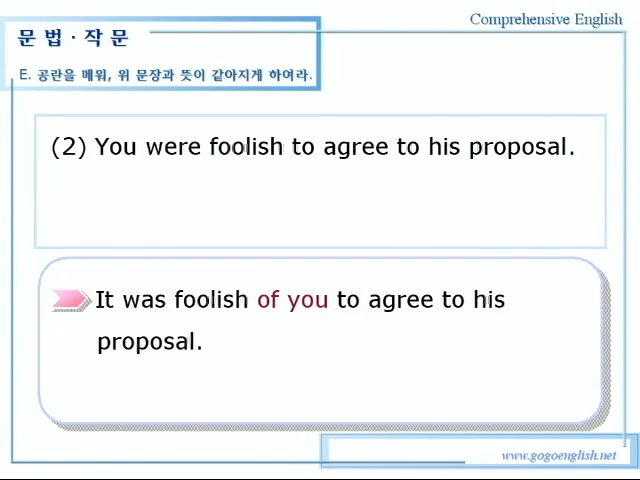 Comprehensive English
문 법 · 작 문
E. 공란을 메워, 위 문장과 뜻이 같아지게 하여라.
(2) You were foolish to agree to his proposal.
It was foolish of you to agree to his
proposal.
www.gogoenglish.net